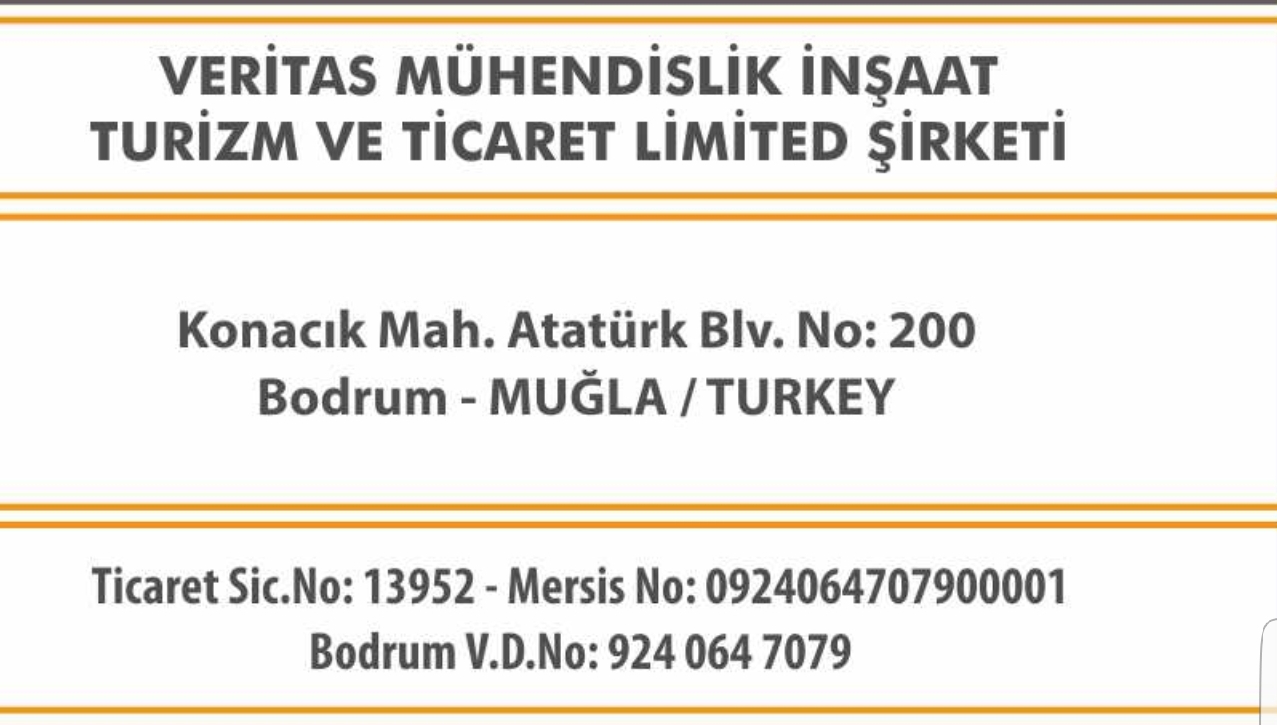 VERİTAS MÜHENDİSLİK İNŞAAT
TURİZM VE TİCARET LİMİTED ŞİRKETİ
Konacık Mah. Atatürk Blv. No: 200
Bodrum - MUĞLA / TURKEY
Ticaret Sic.No: 13952 - Mersis No: 0924064707900001
Bodrum V.D.No: 924 064 7079